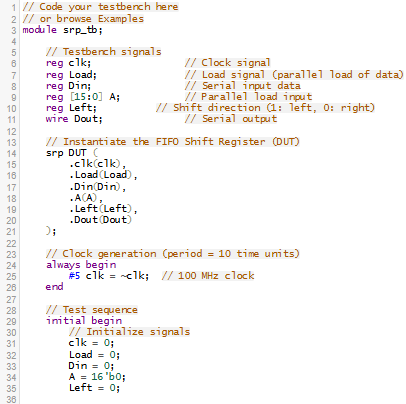 1 // Code your testbench here
2 // or browse Examples
3 module srp_tb;
4
5 // Testbench signals
6 reg clk; // Clock signal
7 reg Load; // Load signal (parallel load of data)
8 reg Din; // Serial input data
9 reg [15:0] A; // Parallel load input
10 reg Left; // Shift direction (1: left, 0: right)
11 wire Dout; // Serial output
12
13 // Instantiate the FIFO Shift Register (DUT)
14 srp DUT (
15 .clk(clk),
16 .Load(Load),
17 .Din(Din),
18 .A(A),
19 .Left(Left),
20 .Dout(Dout)
21 );
22
23 // Clock generation (period = 10 time units)
24 always begin
25 #5 clk = ~clk; // 100 MHz clock
26 end
27
28 // Test sequence
29 initial begin
30 // Initialize signals
31 clk = 0;
32 Load = 0;
33 Din = 0;
34 A = 16'b0;
35 Left = 0;
36